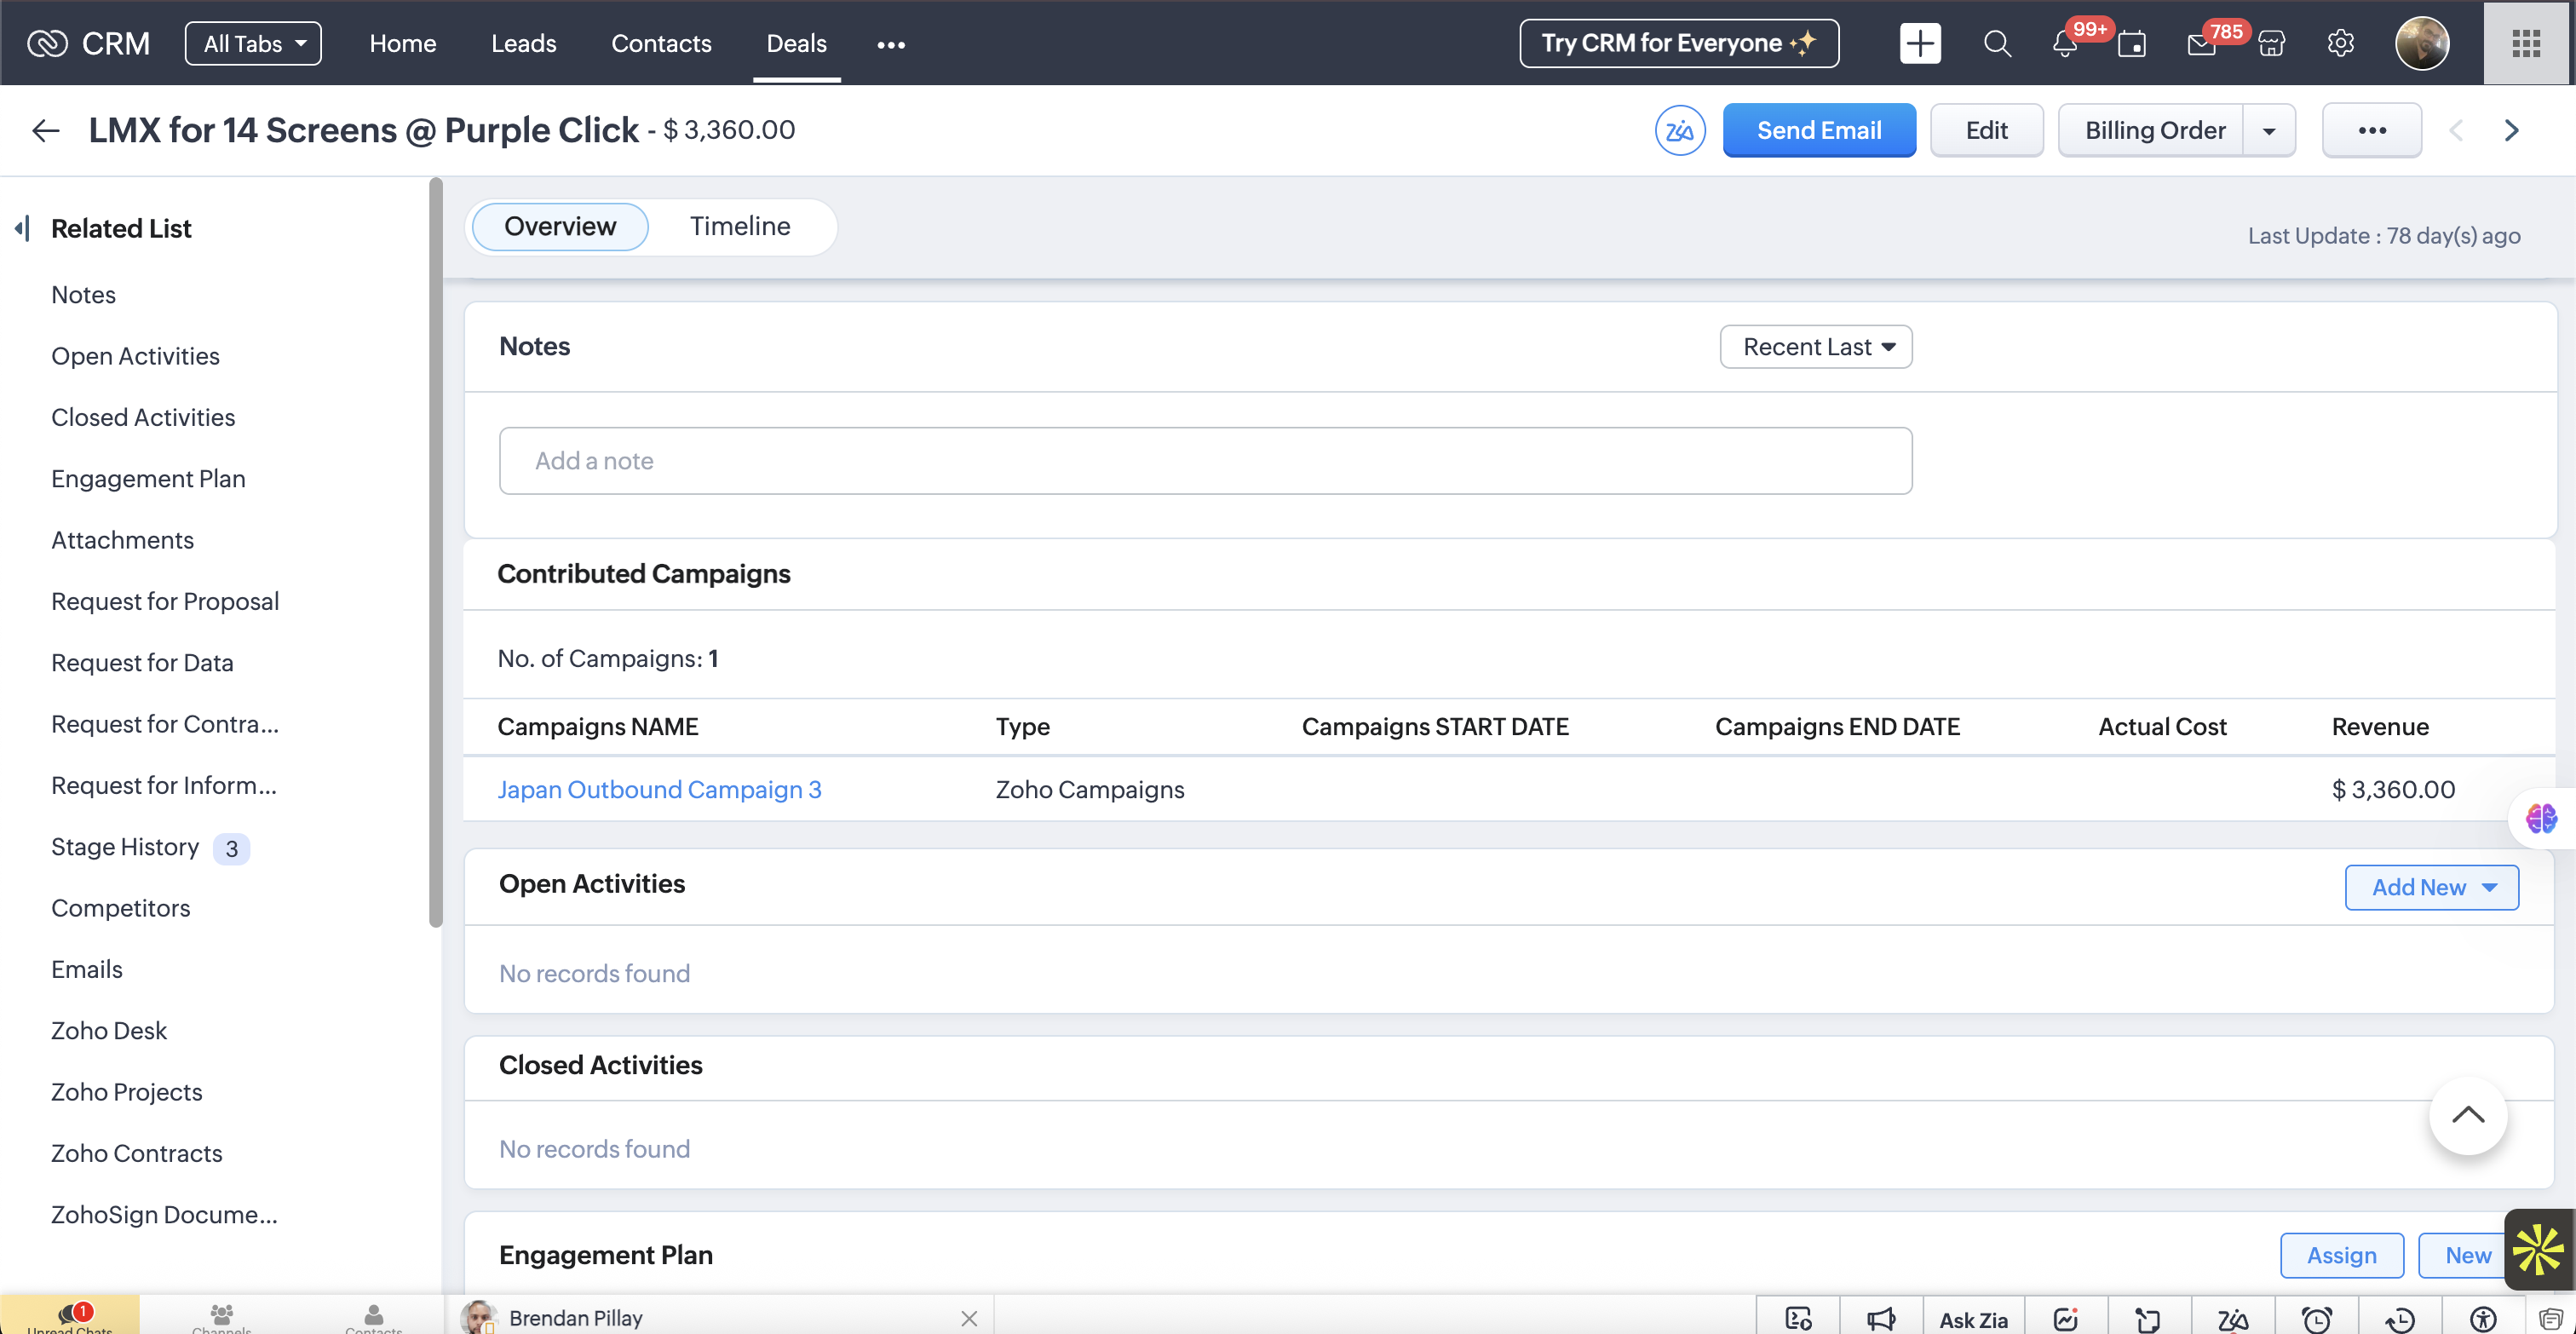 CRM All Tabs Home Leads Contacts Deals ••• Try CRM for Everyone 99+ 785
LMX for 14 Screens @ Purple Click - $ 3,360.00 Zia Send Email Edit Billing Order •••
Related List
Notes
Open Activities
Closed Activities
Engagement Plan
Attachments
Request for Proposal
Request for Data
Request for Contra...
Request for Inform...
Stage History 3
Competitors
Emails
Zoho Desk
Zoho Projects
Zoho Contracts
ZohoSign Docume...
Overview Timeline
Last Update : 78 day(s) ago
Notes Recent Last
Add a note
Contributed Campaigns
No. of Campaigns: 1
Campaigns NAME Type Campaigns START DATE Campaigns END DATE Actual Cost Revenue
Japan Outbound Campaign 3 Zoho Campaigns $ 3,360.00
Open Activities Add New
No records found
Closed Activities
No records found
Engagement Plan Assign New
1
Unread Chats Channels Contacts Brendan Pillay Ask Zia Zia